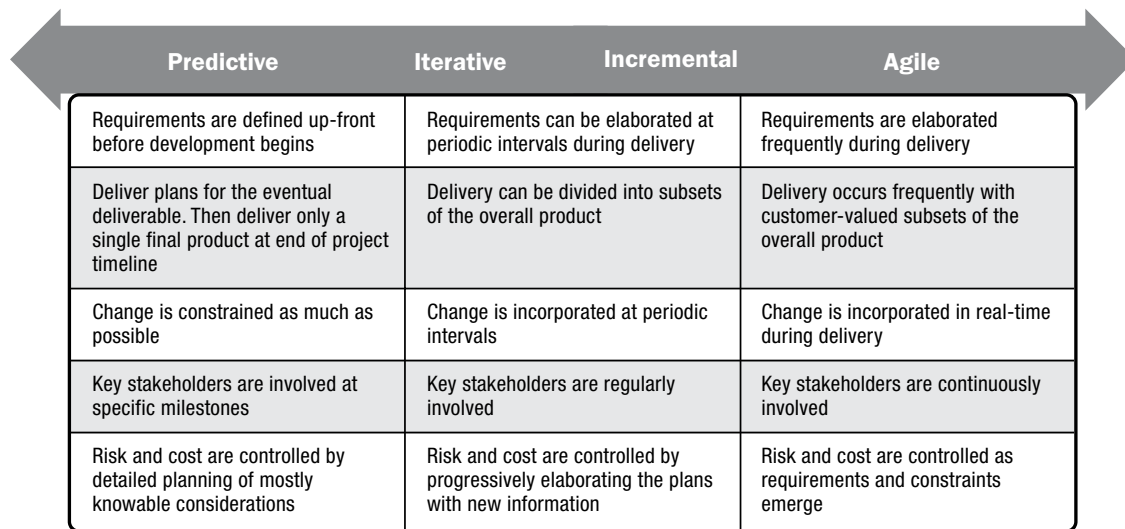 Predictive
Iterative
Incremental
Agile
Requirements are defined up-front
before development begins
Requirements can be elaborated at
periodic intervals during delivery
Requirements are elaborated
frequently during delivery
Deliver plans for the eventual
deliverable. Then deliver only a
single final product at end of project
timeline
Delivery can be divided into subsets
of the overall product
Delivery occurs frequently with
customer-valued subsets of the
overall product
Change is constrained as much as
possible
Change is incorporated at periodic
intervals
Change is incorporated in real-time
during delivery
Key stakeholders are involved at
specific milestones
Key stakeholders are regularly
involved
Key stakeholders are continuously
involved
Risk and cost are controlled by
detailed planning of mostly
knowable considerations
Risk and cost are controlled by
progressively elaborating the plans
with new information
Risk and cost are controlled as
requirements and constraints
emerge